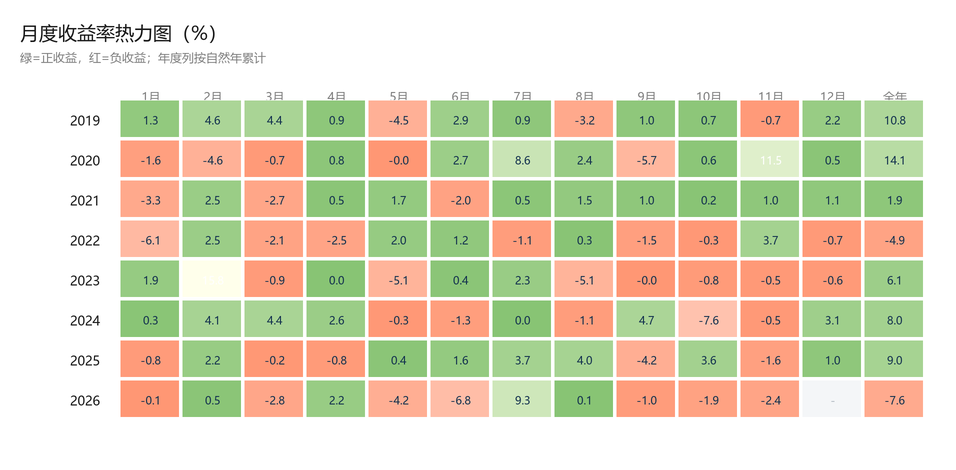 月度收益率热力图（%）
绿=正收益，红=负收益；年度列按自然年累计
1月 2月 3月 4月 5月 6月 7月 8月 9月 10月 11月 12月 全年
2019 1.3 4.6 4.4 0.9 -4.5 2.9 0.9 -3.2 1.0 0.7 -0.7 2.2 10.8
2020 -1.6 -4.6 -0.7 0.8 -0.0 2.7 8.6 2.4 -5.7 0.6 11.5 0.5 14.1
2021 -3.3 2.5 -2.7 0.5 1.7 -2.0 0.5 1.5 1.0 0.2 1.0 1.1 1.9
2022 -6.1 2.5 -2.1 -2.5 2.0 1.2 -1.1 0.3 -1.5 -0.3 3.7 -0.7 -4.9
2023 1.9 -0.9 0.0 -5.1 0.4 2.3 -5.1 -0.0 -0.8 -0.5 -0.6 6.1
2024 0.3 4.1 4.4 2.6 -0.3 -1.3 0.0 -1.1 4.7 -7.6 -0.5 3.1 8.0
2025 -0.8 2.2 -0.2 -0.8 0.4 1.6 3.7 4.0 -4.2 3.6 -1.6 1.0 9.0
2026 -0.1 0.5 -2.8 2.2 -4.2 -6.8 9.3 0.1 -1.0 -1.9 -2.4 - -7.6